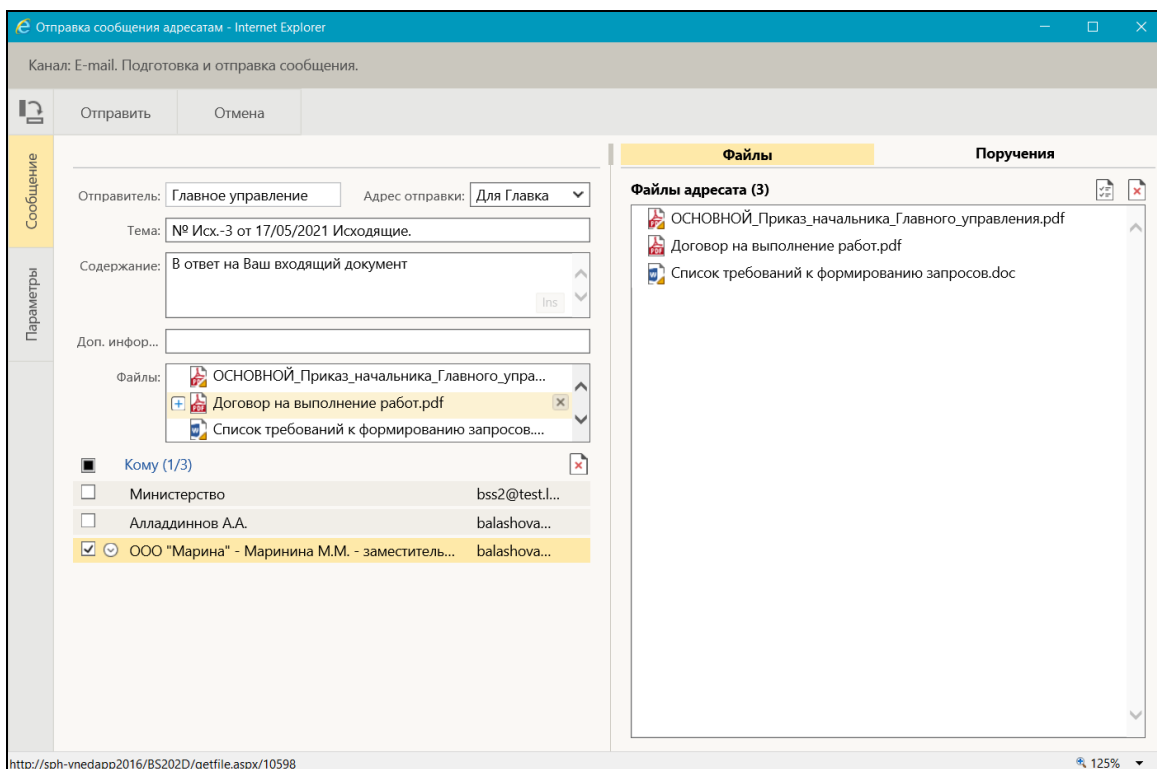 Отправка сообщения адресатам - Internet Explorer
Канал: E-mail. Подготовка и отправка сообщения.
Отправить Отмена
Сообщение
Параметры
Отправитель: Главное управление Адрес отправки: Для Главка
Тема: № Исх.-3 от 17/05/2021 Исходящие.
Содержание: В ответ на Ваш входящий документ
Ins
Доп. инфор...
Файлы: ОСНОВНОЙ_Приказ_начальника_Главного_упра...
Договор на выполнение работ.pdf
Список требований к формированию запросов....
Кому (1/3)
Министерство bss2@test.l...
Алладдиннов А.А. balashova...
ООО "Марина" - Маринина М.М. - заместитель... balashova...
Файлы Поручения
Файлы адресата (3)
ОСНОВНОЙ_Приказ_начальника_Главного_управления.pdf
Договор на выполнение работ.pdf
Список требований к формированию запросов.doc
http://sph-vnedapp2016/BS202D/getfile.aspx/10598 125%